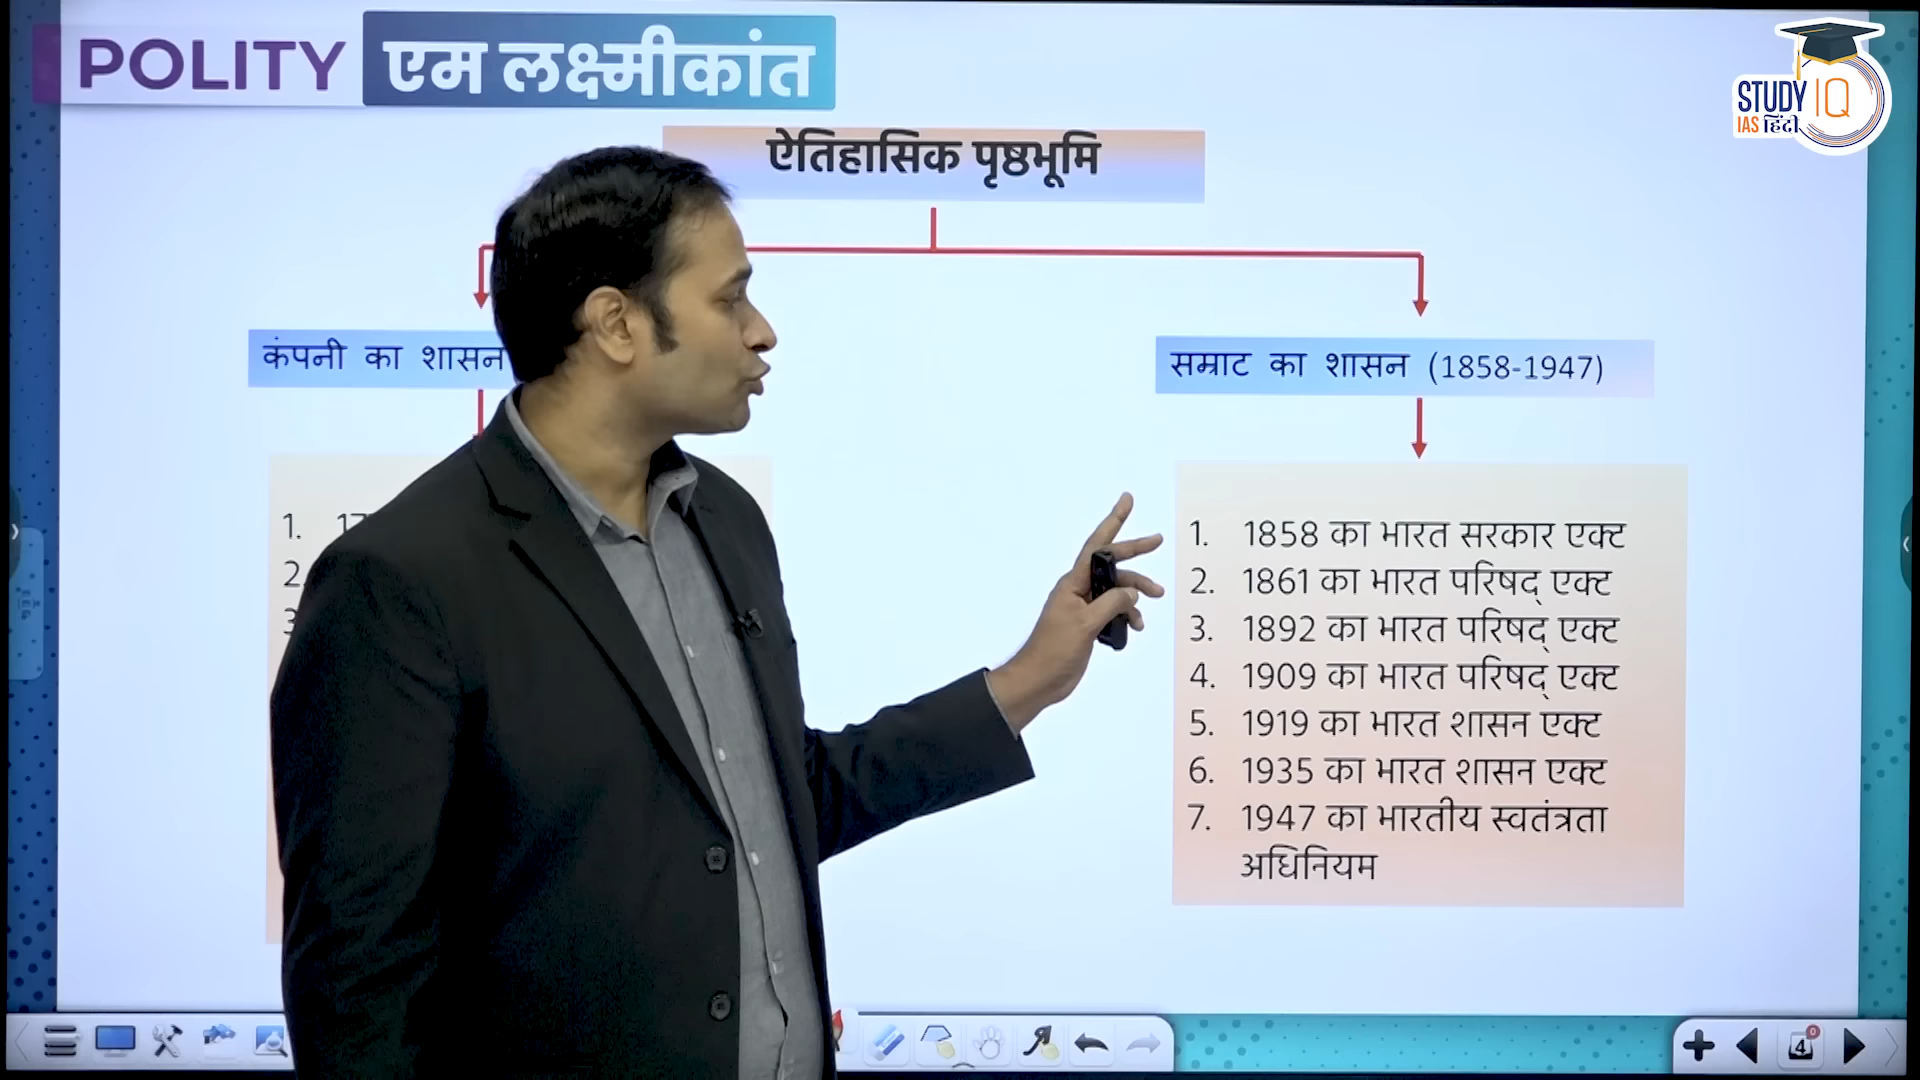 POLITY एम लक्ष्मीकांत
STUDY IQ
IAS हिंदी
ऐतिहासिक पृष्ठभूमि
कंपनी का शासन
1.
2.
सम्राट का शासन (1858-1947)
1. 1858 का भारत सरकार एक्ट
2. 1861 का भारत परिषद् एक्ट
3. 1892 का भारत परिषद् एक्ट
4. 1909 का भारत परिषद् एक्ट
5. 1919 का भारत शासन एक्ट
6. 1935 का भारत शासन एक्ट
7. 1947 का भारतीय स्वतंत्रता
अधिनियम
4